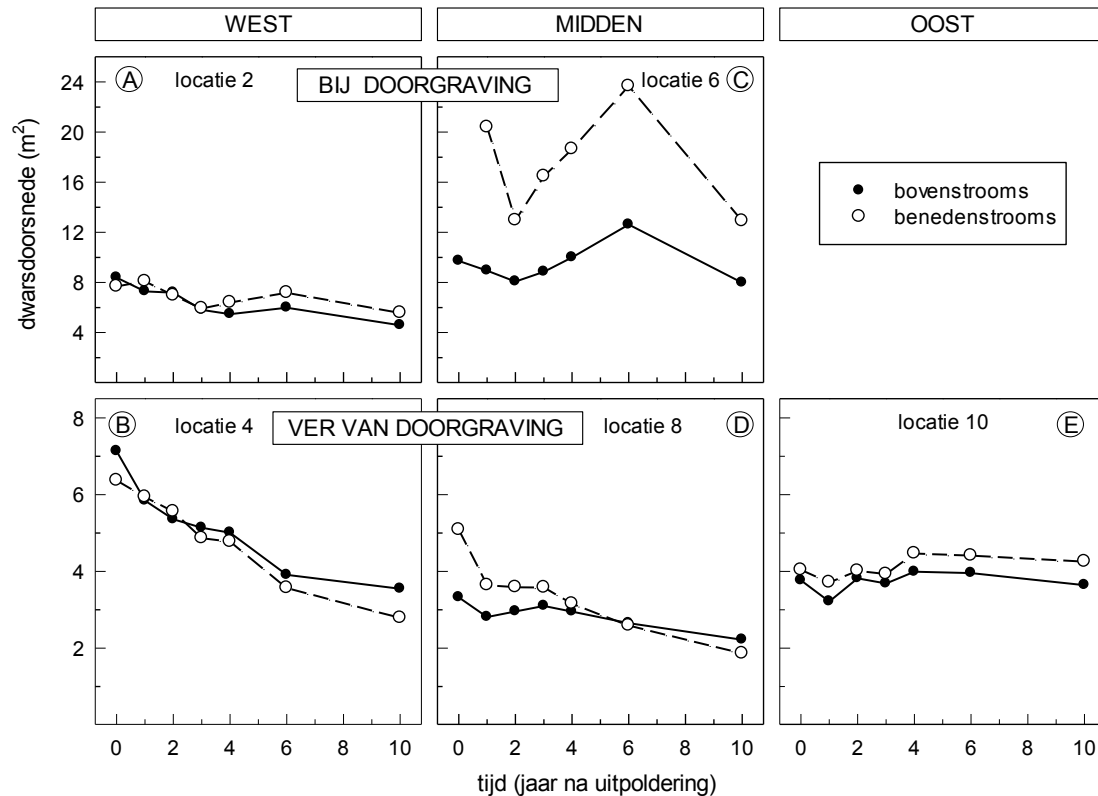 WEST MIDDEN OOST
A locatie 2 BIJ DOORGRAVING locatie 6 C
24
20
16
12
8
4
dwarsdoorsnede (m²)
bovenstrooms
benedenstrooms
B locatie 4 VER VAN DOORGRAVING locatie 8 D locatie 10 E
8
6
4
2
0 2 4 6 8 10 0 2 4 6 8 10 0 2 4 6 8 10
tijd (jaar na uitpoldering)